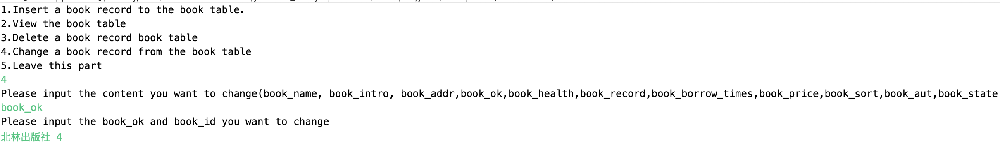 1.Insert a book record to the book table.
2.View the book table
3.Delete a book record book table
4.Change a book record from the book table
5.Leave this part
4
Please input the content you want to change(book_name, book_intro, book_addr,book_ok,book_health,book_record,book_borrow_times,book_price,book_sort,book_aut,book_state)
book_ok
Please input the book_ok and book_id you want to change
北林出版社 4